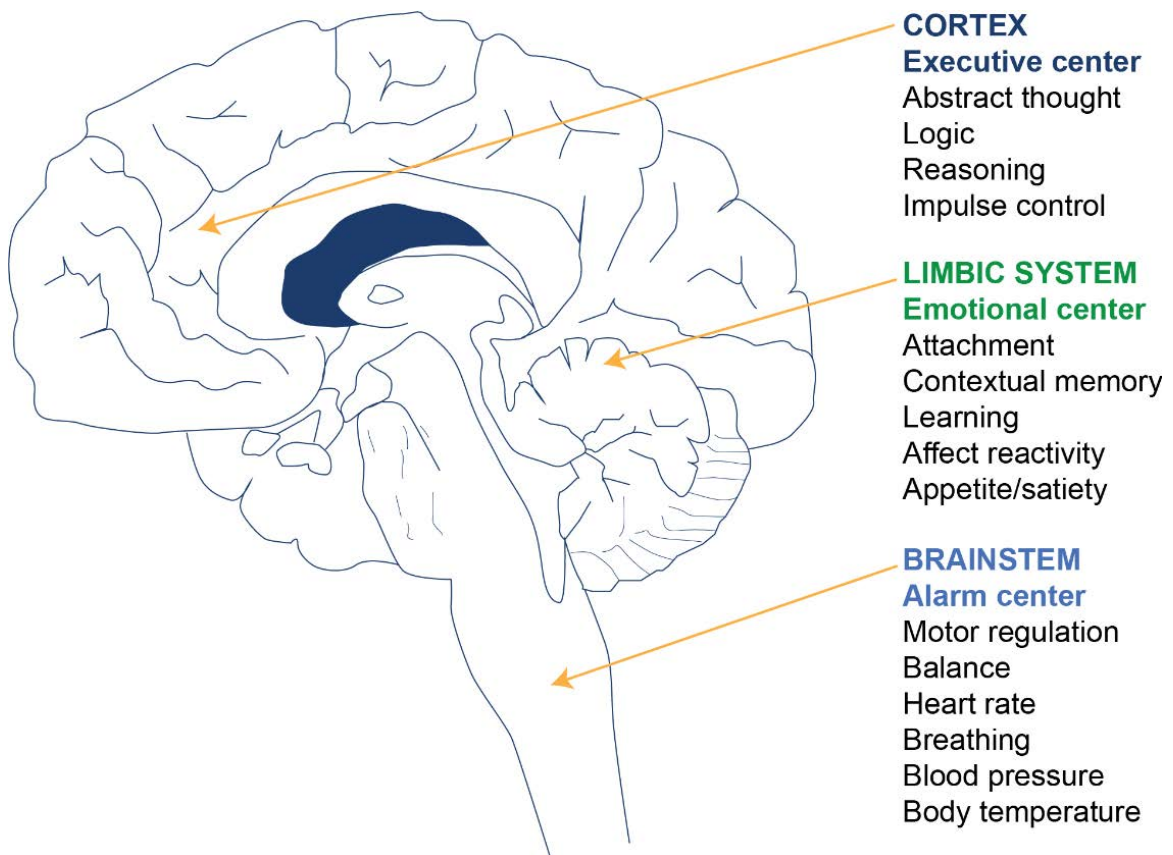 CORTEX
Executive center
Abstract thought
Logic
Reasoning
Impulse control
LIMBIC SYSTEM
Emotional center
Attachment
Contextual memory
Learning
Affect reactivity
Appetite/satiety
BRAINSTEM
Alarm center
Motor regulation
Balance
Heart rate
Breathing
Blood pressure
Body temperature